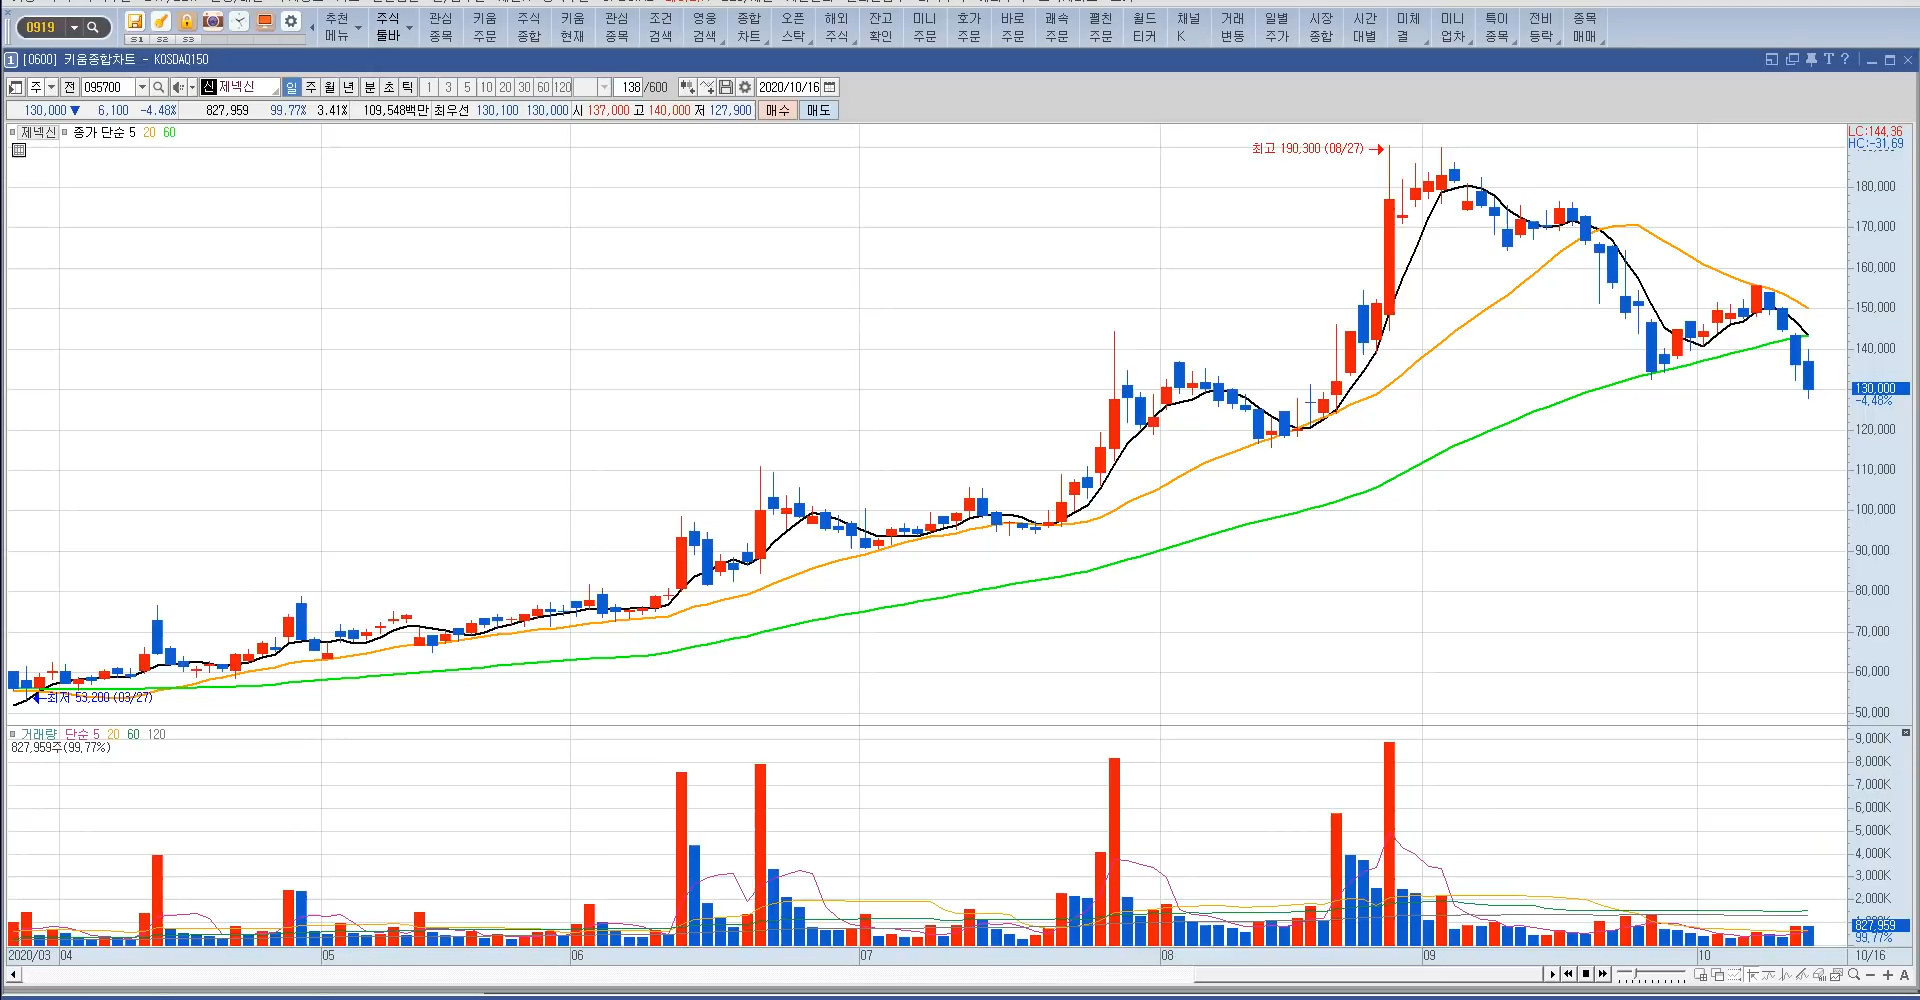 0919
S1 S2 S3
추천 주식 관심 키움 주식 키움 관심 조건 영웅 종합 오픈 해외 잔고 미니 호가 바로 쾌속 펼친 월드 채널 거래 일별 시장 시간 미체 미니 특이 전비 종목
메뉴 툴바 종목 주문 종합 현재 종목 검색 검색 차트 스탁 주식 확인 주문 주문 주문 주문 주문 티커 K 변동 주가 종합 대별 결 업차 종목 등락 매매
1 [0600] 키움종합차트 - KOSDAQ150
주 전 095700 신 제넥신 일 주 월 년 분 초 틱 1 3 5 10 20 30 60 120 138 /600 2020/10/16
130,000 ▼ 6,100 -4.48% 827,959 99.77% 3.41% 109,548백만 최우선 130,100 130,000 시 137,000 고 140,000 저 127,900 매수 매도
제넥신 종가 단순 5 20 60
LC:144.36
HC:-31.69
최고 190,300 (08/27)
180,000
170,000
160,000
150,000
140,000
130,000
-4.48%
120,000
110,000
100,000
90,000
80,000
70,000
60,000
50,000
최저 53,200 (03/27)
거래량 단순 5 20 60 120
827,959주(99.77%)
9,000K
8,000K
7,000K
6,000K
5,000K
4,000K
3,000K
2,000K
827,959
99.77%
2020/03 04 05 06 07 08 09 10 10/16